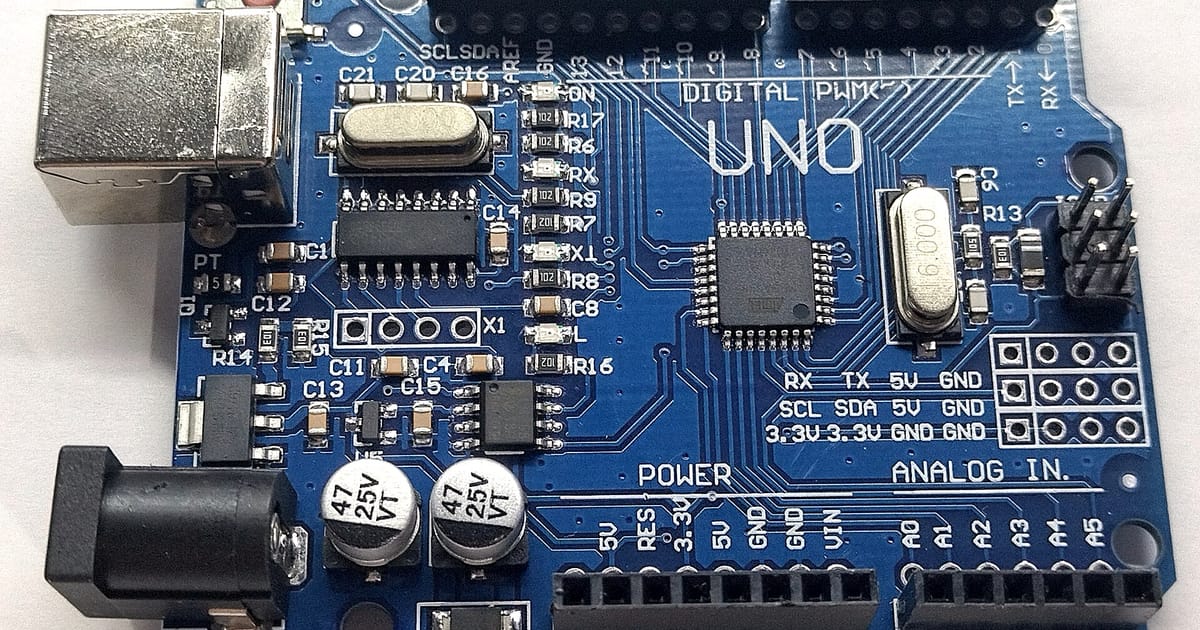 SCL SDA AREF GND 13 12 11 10 9 8 7 6 5 4 3 2 TX→1 RX←0
C21 C20 C16
ON
DIGITAL PWM(~)
R17
UNO
R6
RX
R9
C9
R13
C14
R7
6.000
C1
PT
X1
5
R8
C12
C8
X1
L
R14
R15
C11
C4
R16
C13
C15
RX TX 5V GND
SCL SDA 5V GND
3.3V 3.3V GND GND
POWER
ANALOG IN.
47
25V
VT
47
25V
VT
5V RES 3.3V 5V GND GND VIN
A0 A1 A2 A3 A4 A5